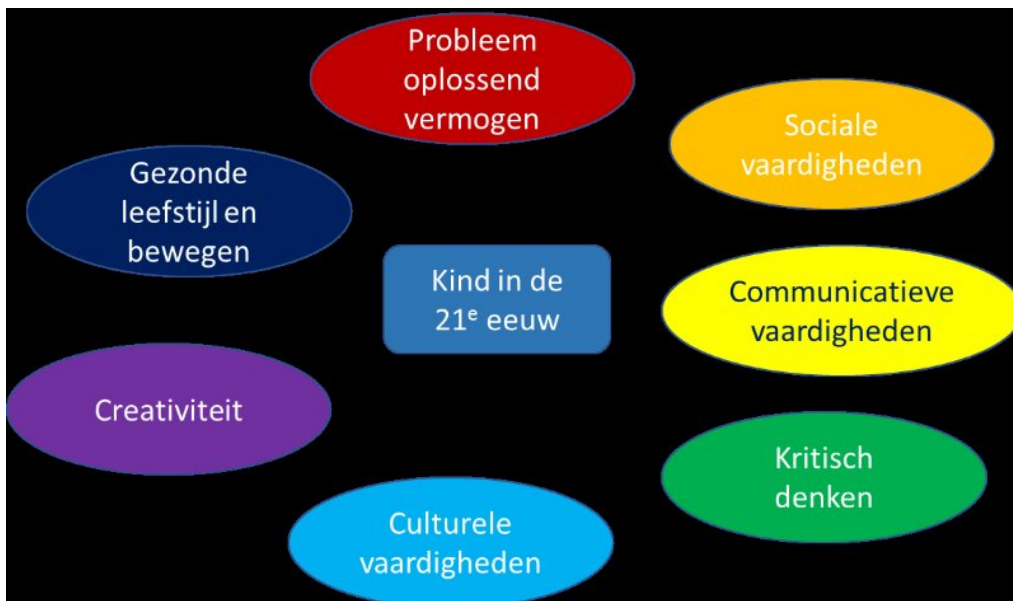 Probleem
oplossend
vermogen
Sociale
vaardigheden
Gezonde
leefstijl en
bewegen
Kind in de
21e eeuw
Communicatieve
vaardigheden
Creativiteit
Kritisch
denken
Culturele
vaardigheden